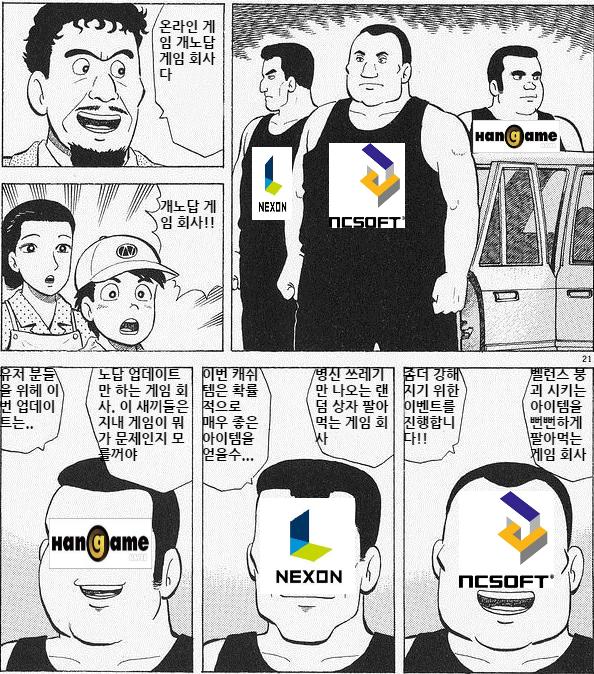 온라인 게
임 개노답
게임 회사
다
NEXON
NCSOFT
Hangame
개노답 게
임 회사!!
21
유저 분들
을 위헤 이
번 업데이
트는..
노답 업데이트
만 하는 게임 회
사. 이 새끼들은
지내 게임이 뭐
가 문제인지 모
를꺼야
이번 캐쉬
템은 확률
적으로
매우 좋은
아이템을
얻을수...
병신 쓰레기
만 나오는 랜
덤 상자 팔아
먹는 게임 회
사
좀더 강해
지기 위한
이벤트를
진행합니
다!!
벨런스 붕
괴 시키는
아이템을
뻔뻔하게
팔아먹는
게임 회사
Hangame
NEXON
NCSOFT